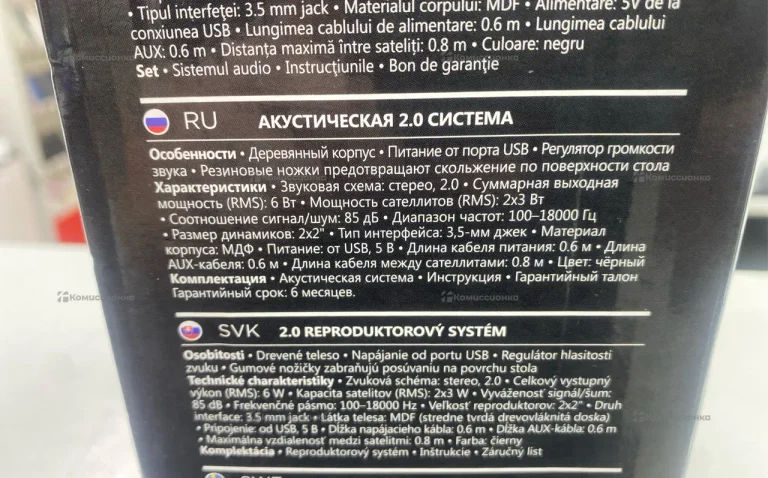 • Tipul interfeței: 3.5 mm jack • Materialul corpului: MDF • Alimentare: 5V de la
conxiunea USB • Lungimea cablului de alimentare: 0.6 m • Lungimea cablului
AUX: 0.6 m • Distanța maximă între sateliți: 0.8 m • Culoare: negru
Set • Sistemul audio • Instrucțiunile • Bon de garanție
RU АКУСТИЧЕСКАЯ 2.0 СИСТЕМА
Особенности • Деревянный корпус • Питание от порта USB • Регулятор громкости
звука • Резиновые ножки предотвращают скольжение по поверхности стола
Характеристики • Звуковая схема: стерео, 2.0 • Суммарная выходная
мощность (RMS): 6 Вт • Мощность сателлитов (RMS): 2x3 Вт
• Соотношение сигнал/шум: 85 дБ • Диапазон частот: 100–18000 Гц
• Размер динамиков: 2x2" • Тип интерфейса: 3,5-мм джек • Материал
корпуса: МДФ • Питание: от USB, 5 В • Длина кабеля питания: 0.6 м • Длина
AUX-кабеля: 0.6 м • Длина кабеля между сателлитами: 0.8 м • Цвет: чёрный
Комплектация • Акустическая система • Инструкция • Гарантийный талон
Гарантийный срок: 6 месяцев.
SVK 2.0 REPRODUKTOROVÝ SYSTÉM
Osobitosti • Drevené teleso • Napájanie od portu USB • Regulátor hlasitosti
zvuku • Gumové nožičky zabraňujú posúvaniu na povrchu stola
Technické charakteristiky • Zvuková schéma: stereo, 2.0 • Celkový vystupný
výkon (RMS): 6 W • Kapacita satelitov (RMS): 2x3 W • Vyváženosť signál/šum:
85 dB • Frekvenčné pásmo: 100–18000 Hz • Veľkosť reproduktorov: 2x2" • Druh
interface: 3.5 mm jack • Látka telesa: MDF (stredne tvrdá drevovláknitá doska)
• Pripojenie: od USB, 5 В • Dĺžka napájacieho kábla: 0.6 m • Dĺžka AUX-kábla: 0.6 m
• Maximálna vzdialenosť medzi satelitmi: 0.8 m • Farba: čierny
Komplektácia • Reproduktorový systém • Inštrukcie • Záručný list
Комиссионко
Комиссионко
Комиссионко
Комиссионко
Комиссионко
Комиссионко
Комиссионко
Комиссионко